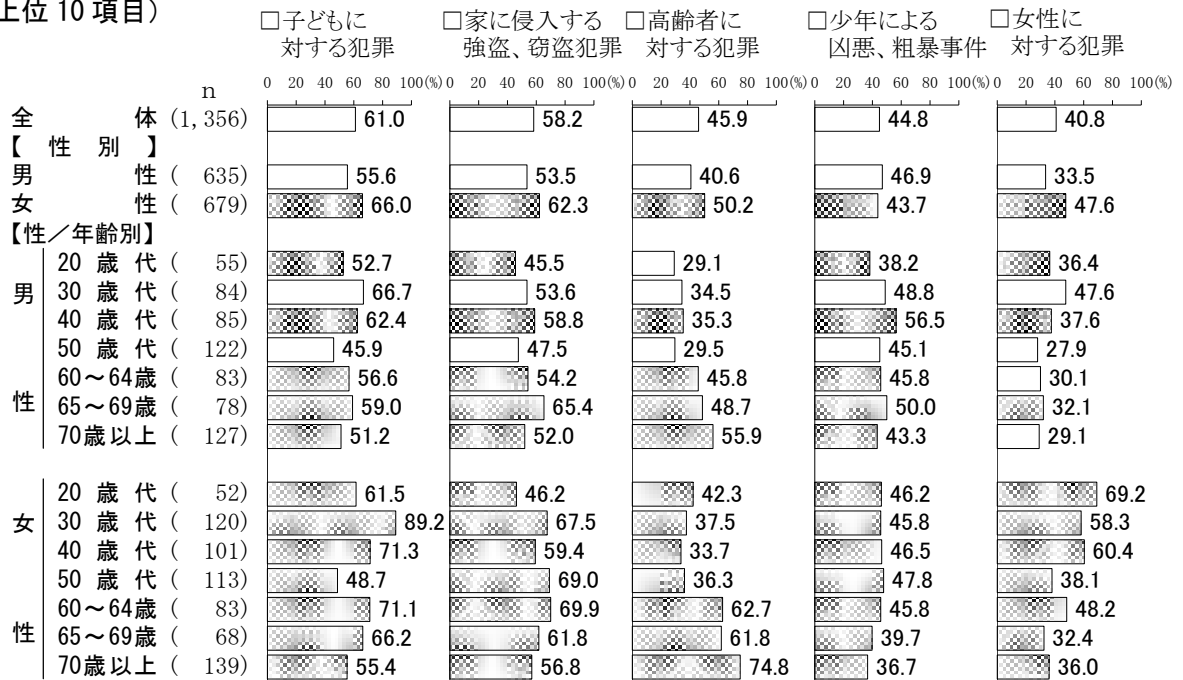 上位 10 項目）
□子どもに 対する犯罪
□家に侵入する 強盗、窃盗犯罪
□高齢者に 対する犯罪
□少年による 凶悪、粗暴事件
□女性に 対する犯罪
n 0 20 40 60 80 100(%) 0 20 40 60 80 100(%) 0 20 40 60 80 100(%) 0 20 40 60 80 100(%) 0 20 40 60 80 100(%)
全体 (1,356) 61.0 58.2 45.9 44.8 40.8
【性別】
男性 ( 635) 55.6 53.5 40.6 46.9 33.5
女性 ( 679) 66.0 62.3 50.2 43.7 47.6
【性／年齢別】
男性
20歳代 ( 55) 52.7 45.5 29.1 38.2 36.4
30歳代 ( 84) 66.7 53.6 34.5 48.8 47.6
40歳代 ( 85) 62.4 58.8 35.3 56.5 37.6
50歳代 ( 122) 45.9 47.5 29.5 45.1 27.9
60～64歳 ( 83) 56.6 54.2 45.8 45.8 30.1
65～69歳 ( 78) 59.0 65.4 48.7 50.0 32.1
70歳以上 ( 127) 51.2 52.0 55.9 43.3 29.1
女性
20歳代 ( 52) 61.5 46.2 42.3 46.2 69.2
30歳代 ( 120) 89.2 67.5 37.5 45.8 58.3
40歳代 ( 101) 71.3 59.4 33.7 46.5 60.4
50歳代 ( 113) 48.7 69.0 36.3 47.8 38.1
60～64歳 ( 83) 71.1 69.9 62.7 45.8 48.2
65～69歳 ( 68) 66.2 61.8 61.8 39.7 32.4
70歳以上 ( 139) 55.4 56.8 74.8 36.7 36.0